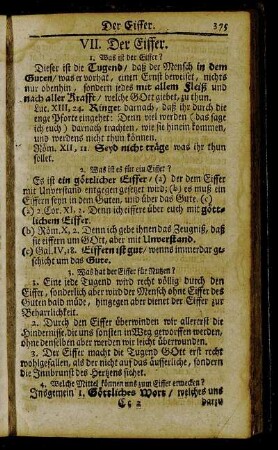 Der Eiffer. 375
VII. Der Eiffer.
1. Was ist der Eiffer?
Dieser ist die Tugend/ daß der Mensch in dem
Guten/ was er vorhat, einen Ernst beweiset, nichts
nur obenhin, sondern jedes mit allem Fleiß und
nach aller Krafft/ welche GOtt giebet, zu thun.
Luc. XIII, 24. Ringet darnach, daß ihr durch die
enge Pforte eingehet: Denn viel werden (das sage
ich euch) darnach trachten, wie sie hinein kommen,
und werdens nicht thun können.
Röm. XII, 11. Seyd nicht träge was ihr thun
sollet.
2. Was ist es für ein Eiffer?
Es ist ein göttlicher Eiffer/ (a) der dem Eiffer
mit Unverstand entgegen gesetzet wird; (b) es muß ein
Eiffern seyn in dem Guten, und über das Gute. (c)
(a) 2. Cor. XI, 2. Denn ich eiffere über euch mit gött-
lichem Eiffer.
(b) Röm. X, 2. Denn ich gebe ihnen das Zeugniß, daß
sie eiffern um GOtt, aber mit Unverstand.
(c) Gal. IV, 18. Eiffern ist gut/ wenns immerdar ge-
schicht um das Gute.
3. Was hat der Eiffer für Nutzen?
1. Eine jede Tugend wird recht völlig durch den
Eiffer, sonderlich, aber wird der Mensch ohne Eiffer des
Guten bald müde, hingegen aber dienet der Eiffer zur
Beharrlichkeit.
2. Durch den Eiffer überwinden wir allererst die
Hindernisse, die uns sonsten in Weg geworffen werden,
ohne denselben aber werden wir leicht überwunden.
3. Der Eiffer macht die Tugend GOtt erst recht
wohlgefallen, als der nicht auf das äusserliche, sondern
die Innbrunst des Hertzens siehet.
4. Welche Mittel können uns zum Eiffer erwecken?
Insgemein 1. Göttliches Wort/ welches uns
darzu